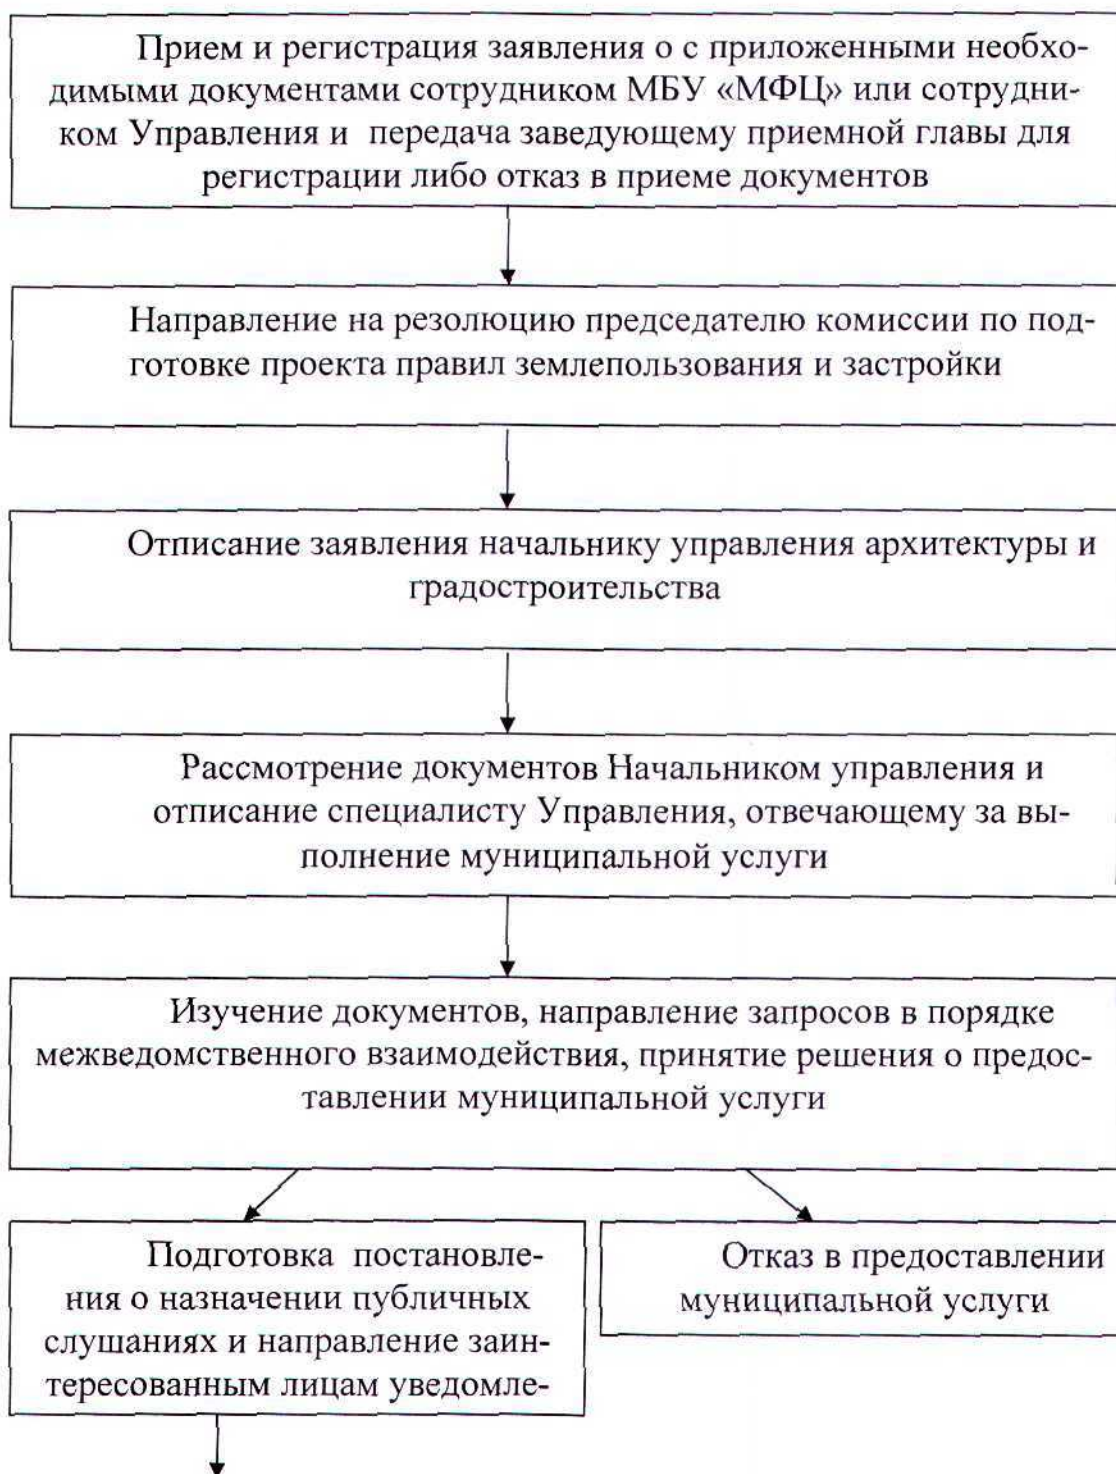 Прием и регистрация заявления о с приложенными необхо-
димыми документами сотрудником МБУ «МФЦ» или сотрудни-
ком Управления и передача заведующему приемной главы для
регистрации либо отказ в приеме документов
Направление на резолюцию председателю комиссии по под-
готовке проекта правил землепользования и застройки
Отписание заявления начальнику управления архитектуры и
градостроительства
Рассмотрение документов Начальником управления и
отписание специалисту Управления, отвечающему за вы-
полнение муниципальной услуги
Изучение документов, направление запросов в порядке
межведомственного взаимодействия, принятие решения о предос-
тавлении муниципальной услуги
Подготовка постановле-
ния о назначении публичных
слушаниях и направление заин-
тересованным лицам уведомле-
Отказ в предоставлении
муниципальной услуги